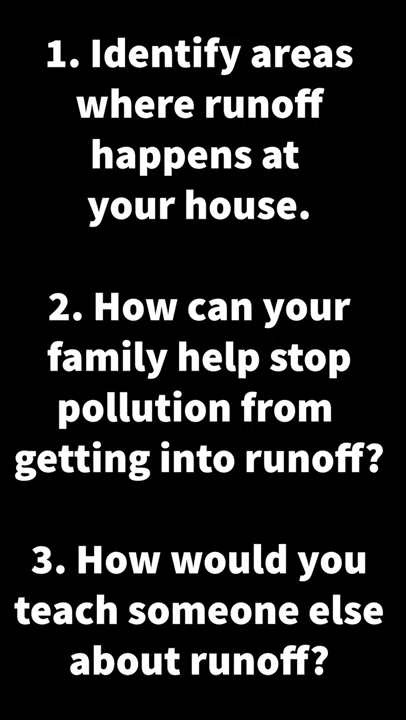 1. Identify areas
where runoff
happens at
your house.
2. How can your
family help stop
pollution from
getting into runoff?
3. How would you
teach someone else
about runoff?